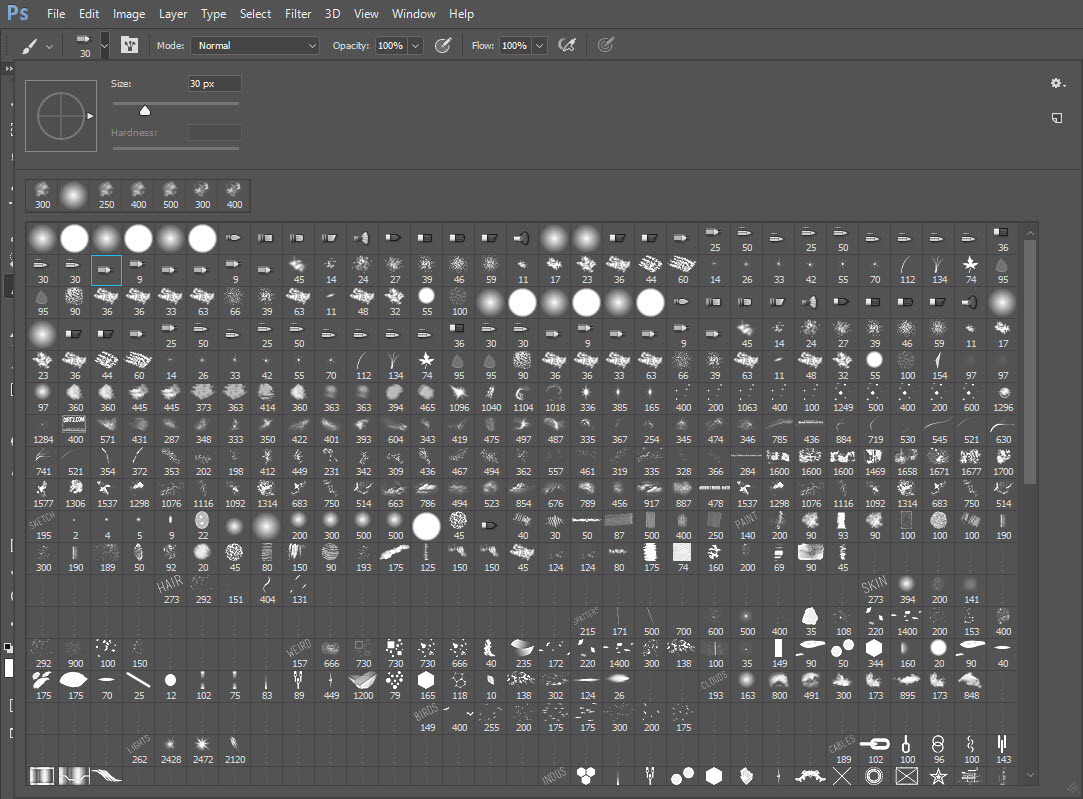 Ps File Edit Image Layer Type Select Filter 3D View Window Help
30 Mode: Normal Opacity: 100% Flow: 100%
Size: 30 px
Hardness:
300 250 400 500 300 400
25 50 25 50 36
30 30 9 9 45 14 24 27 39 46 59 11 17 23 36 44 60 14 26 33 42 55 70 112 134 74 95
95 90 36 36 33 63 66 39 63 11 48 32 55 100
25 50 25 50 36 30 30 9 9 45 14 24 27 39 46 59 11 17
23 36 44 60 14 26 33 42 55 70 112 134 74 95 95 90 36 36 33 63 66 39 63 11 48 32 55 100 154 97 97
97 360 360 445 445 373 363 414 360 363 363 394 465 1096 1040 1104 1018 336 385 165 400 200 1063 400 100 1249 500 400 200 600 1296
1284 400 571 431 287 348 333 350 422 401 393 604 343 419 475 497 487 335 367 254 345 474 346 785 436 884 719 530 545 521 630
741 521 354 372 353 202 198 412 449 231 342 309 436 467 494 362 557 461 319 335 328 366 284 1600 1600 1600 1469 1658 1671 1677 1700
1577 1306 1537 1298 1076 1116 1092 1314 683 750 514 663 786 494 523 854 676 789 456 917 887 478 1537 1298 1076 1116 1092 1314 683 750 514
SKETCH 195 2 4 5 9 22 200 300 500 500 45 40 30 50 87 500 400 250 PAINT 140 200 90 93 90 100 100 100 190
300 190 189 50 92 20 45 80 150 90 193 175 125 150 150 45 124 124 80 175 74 160 200 69 90 45
HAIR 273 292 151 404 131 SKIN 273 394 200 141
215 171 500 700 600 500 400 35 108 220 1400 200 153 400
292 900 100 150 WEIRD 157 666 730 730 730 666 40 235 172 220 1400 300 138 100 35 149 90 50 344 160 20 90 40
175 175 70 25 12 102 75 83 89 449 1200 79 165 118 10 138 302 124 26 CLOUDS 193 163 800 491 300 173 895 173 848
BIRDS 149 400 255 200 175 175 300 200 175
LIGHTS 262 2428 2472 2120 CABLES 189 102 100 96 100 143
INDUS